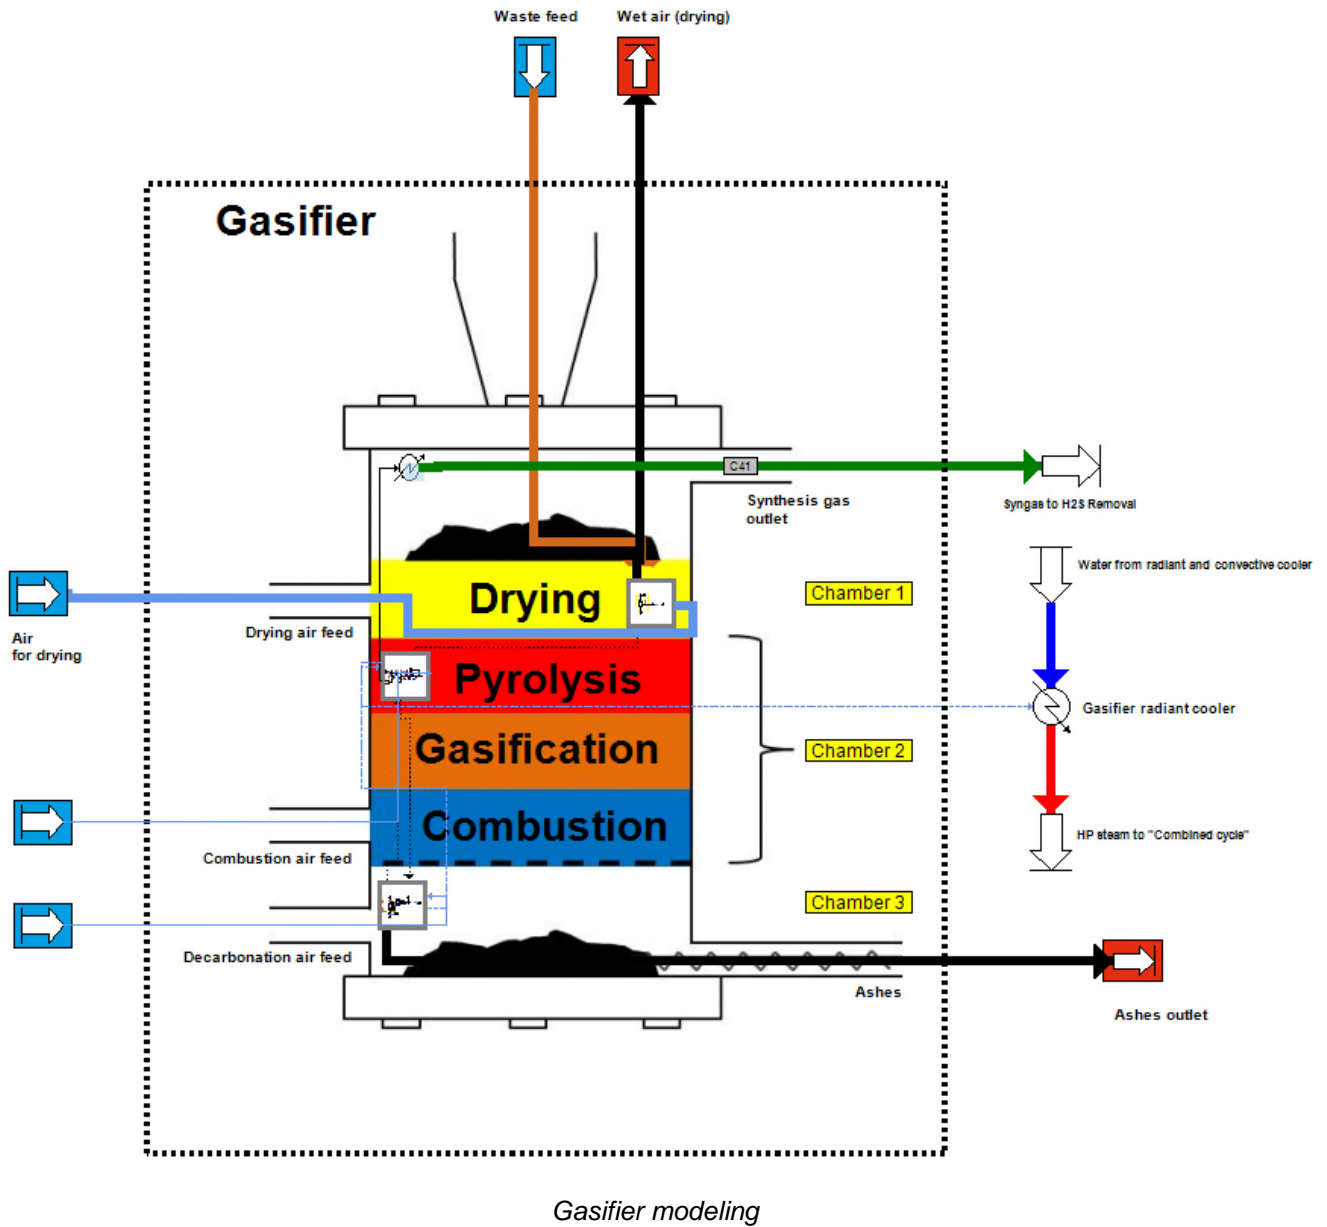 Waste feed
Wet air (drying)
Gasifier
C41
Synthesis gas
outlet
Syngas to H2S Removal
Water from radiant and convective cooler
Drying
Chamber 1
Air
for drying
Drying air feed
Pyrolysis
Gasifier radiant cooler
Gasification
Chamber 2
Combustion
HP steam to "Combined cycle"
Combustion air feed
Chamber 3
Decarbonation air feed
Ashes
Ashes outlet
Gasifier modeling